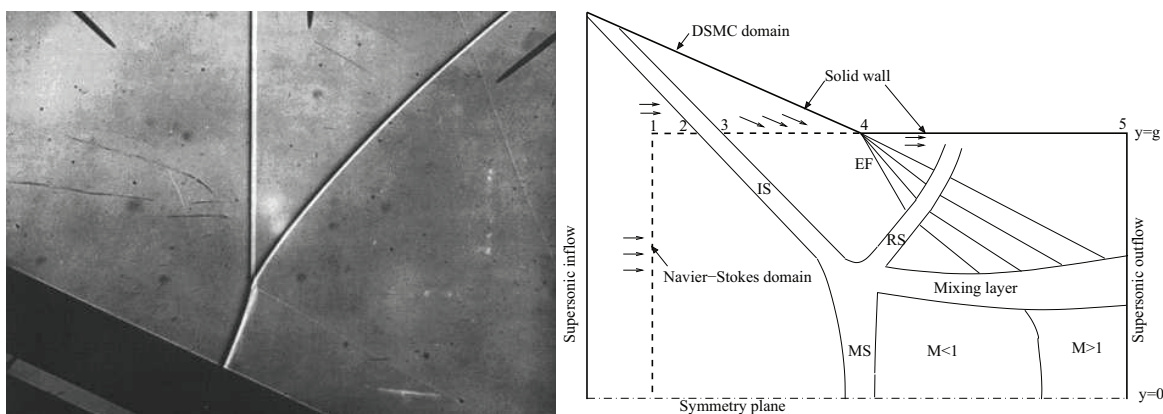 DSMC domain
Solid wall
1
2
3
4
5
y=g
EF
IS
RS
Supersonic inflow
Navier−Stokes domain
Mixing layer
Supersonic outflow
MS
M<1
M>1
y=0
Symmetry plane